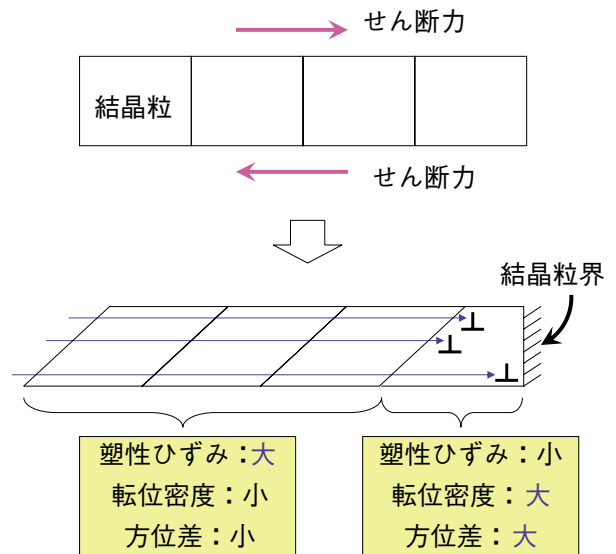 せん断力
結晶粒
せん断力
結晶粒界
塑性ひずみ：大
転位密度：小
方位差：小
塑性ひずみ：小
転位密度：大
方位差：大